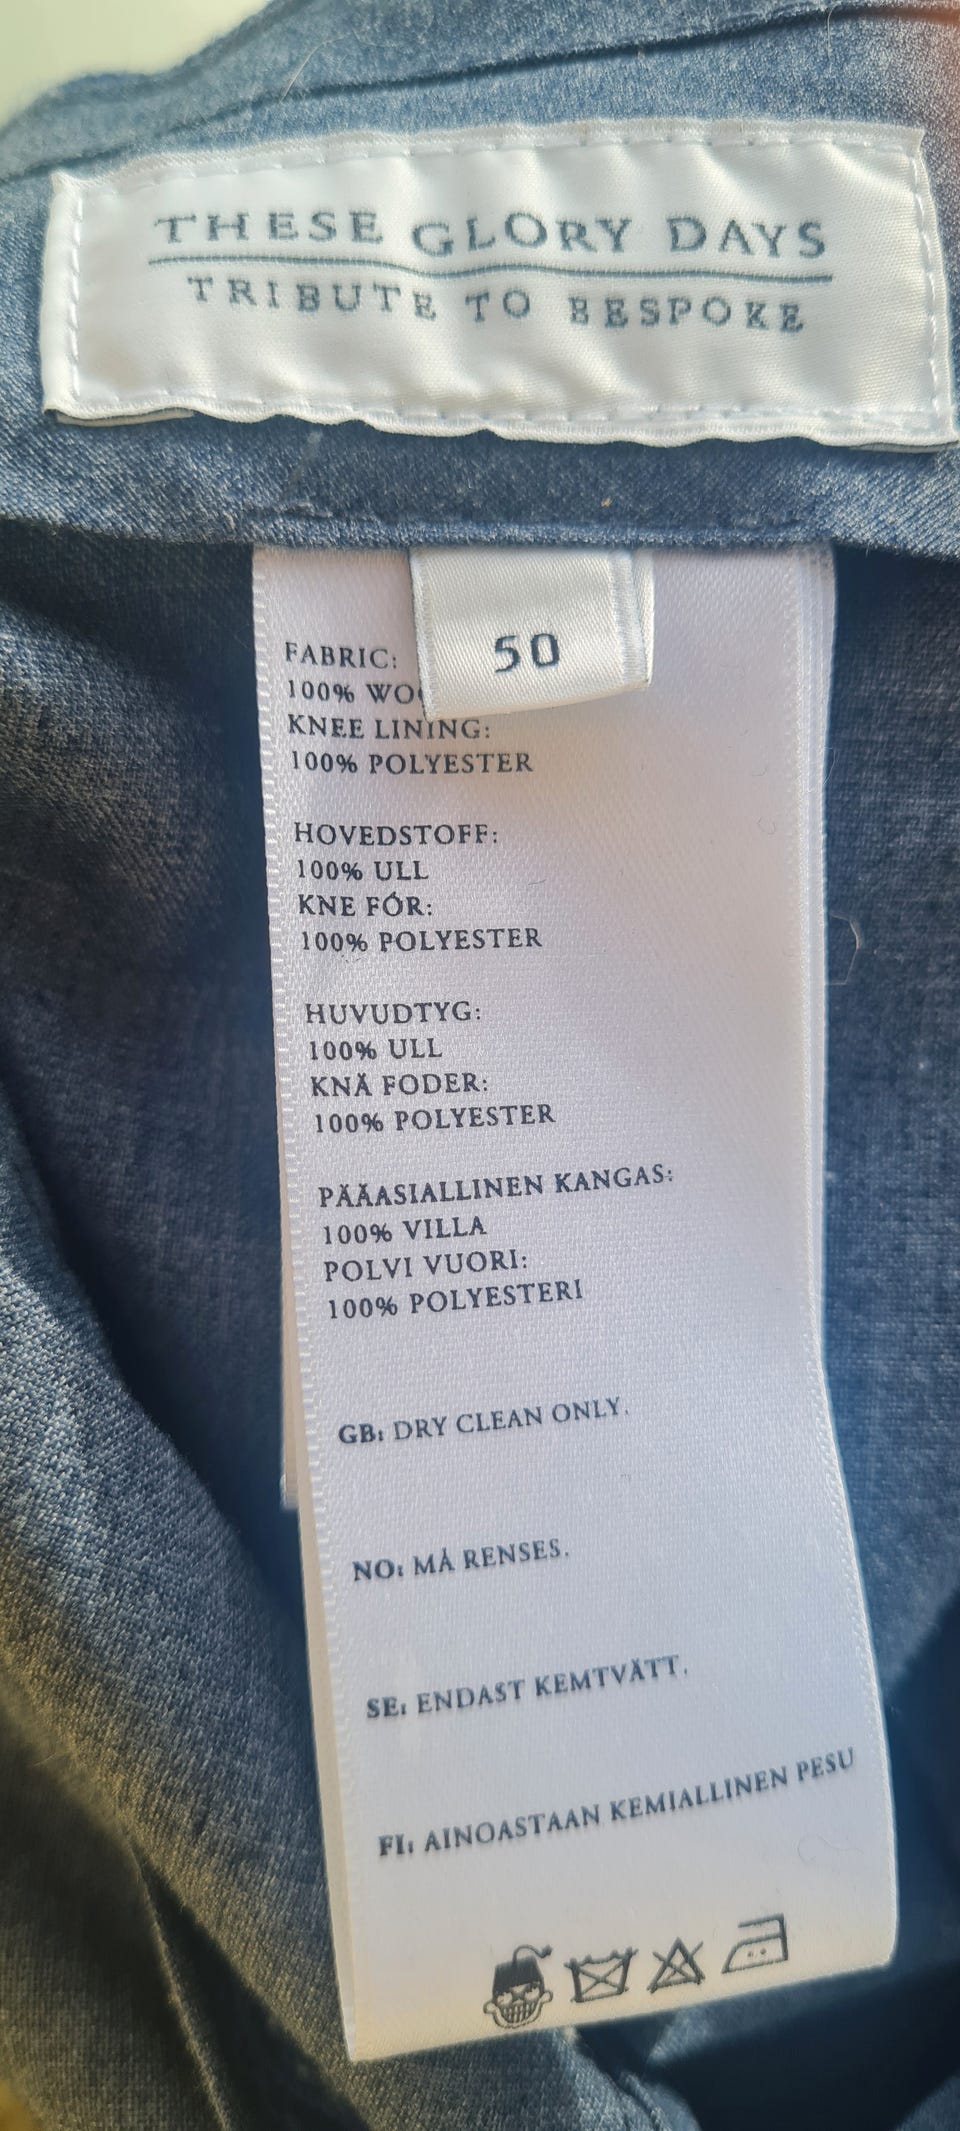 THESE GLORY DAYS
TRIBUTE TO BESPOKE
50
FABRIC:
100%
KNEE LINING:
100% POLYESTER
HOVEDSTOFF:
100% ULL
KNE FÓR:
100% POLYESTER
HUVUDTYG:
100% ULL
KNÄ FODER:
100% POLYESTER
PÄÄASIALLINEN KANGAS:
100% VILLA
POLVI VUORI:
100% POLYESTERI
GB: DRY CLEAN ONLY.
NO: MÅ RENSES.
SE: ENDAST KEMTVÄTT.
FI: AINOASTAAN KEMIALLINEN PESU